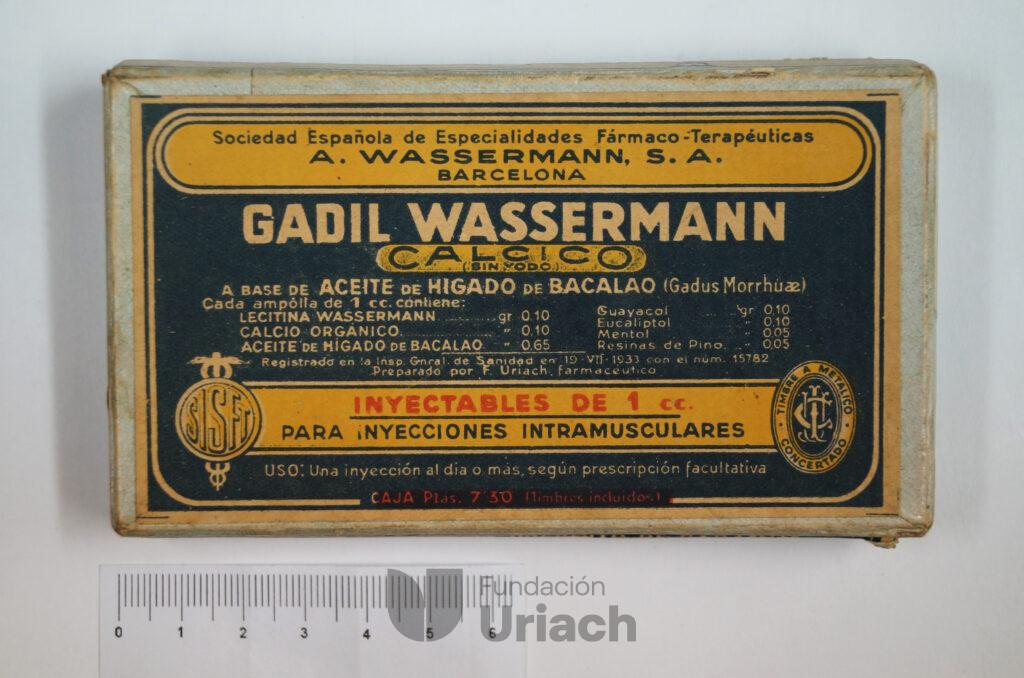 Sociedad Española de Especialidades Fármaco-Terapéuticas
A. WASSERMANN, S. A.
BARCELONA
GADIL WASSERMANN
CALCICO
(SIN YODO)
A BASE DE ACEITE DE HIGADO DE BACALAO (Gadus Morrhuæ)
Cada ampolla de 1 cc. contiene:
LECITINA WASSERMANN ........ gr 0,10
CALCIO ORGÁNICO........ " 0,10
ACEITE DE HIGADO DE BACALAO .. " 0,65
Guayacol ... gr 0,10
Eucaliptol ... " 0,10
Mentol ... " 0,05
Resinas de Pino.. " 0,05
Registrado en la Insp. Gnral. de Sanidad en 19-VII-1933 con el núm. 15782
Preparado por F. Uriach, farmacéutico
SISFT
INYECTABLES DE 1 cc.
PARA INYECCIONES INTRAMUSCULARES
TIMBRE A METALICO
CONCERTADO
USO: Una inyección al día o más, según prescripción facultativa
CAJA Ptas. 7'30 (Timbres incluidos)
0 1 2 3 4 5 6
Fundación
Uriach